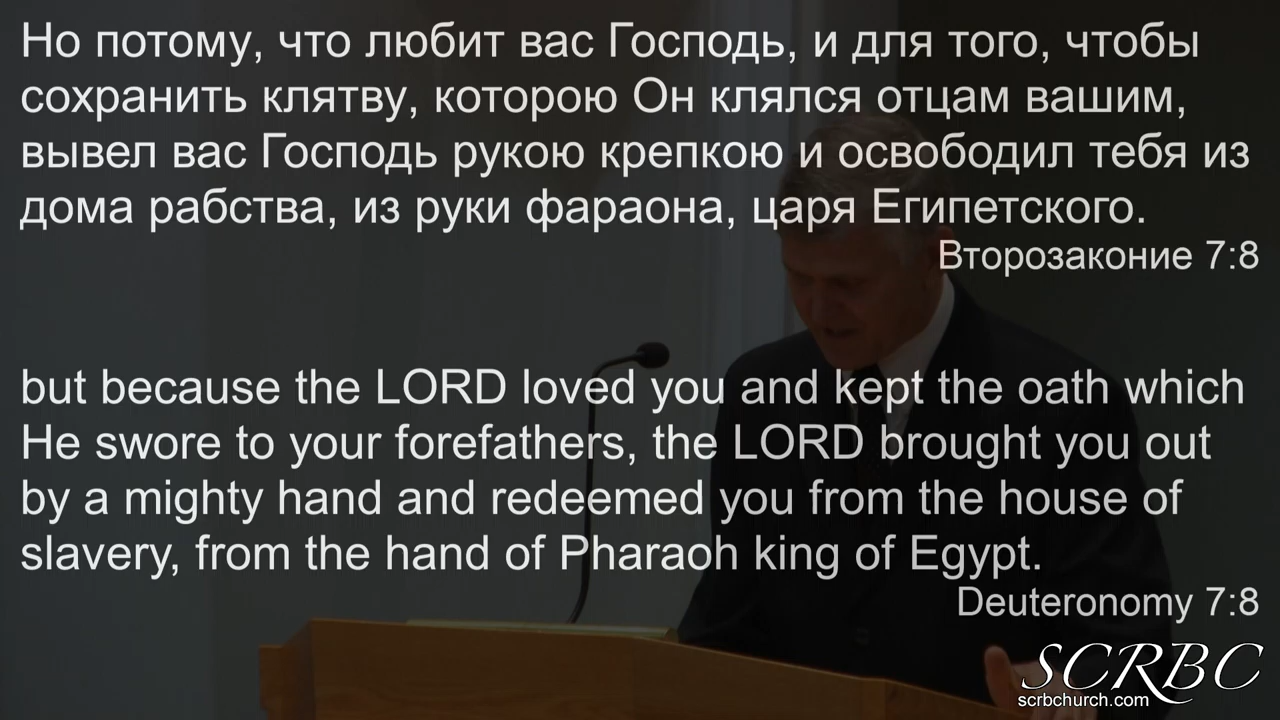 Но потому, что любит вас Господь, и для того, чтобы
сохранить клятву, которою Он клялся отцам вашим,
вывел вас Господь рукою крепкою и освободил тебя из
дома рабства, из руки фараона, царя Египетского.
Второзаконие 7:8
but because the LORD loved you and kept the oath which
He swore to your forefathers, the LORD brought you out
by a mighty hand and redeemed you from the house of
slavery, from the hand of Pharaoh king of Egypt.
Deuteronomy 7:8
SCRBC
scrbchurch.com